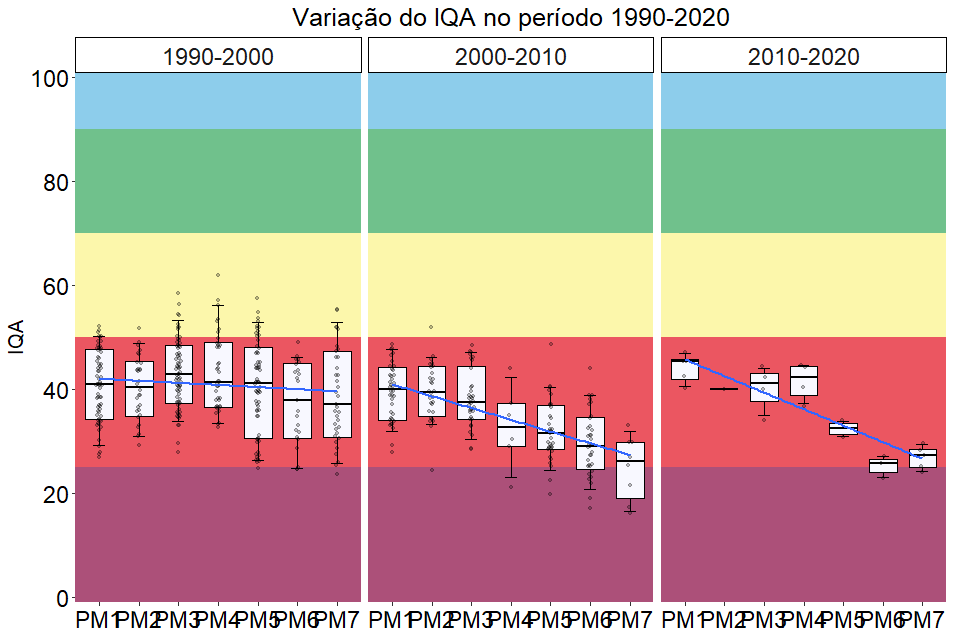 Variação do IQA no período 1990-2020
1990-2000 2000-2010 2010-2020
IQA
100
80
60
40
20
0
PM1 PM2 PM3 PM4 PM5 PM6 PM7 PM1 PM2 PM3 PM4 PM5 PM6 PM7 PM1 PM2 PM3 PM4 PM5 PM6 PM7